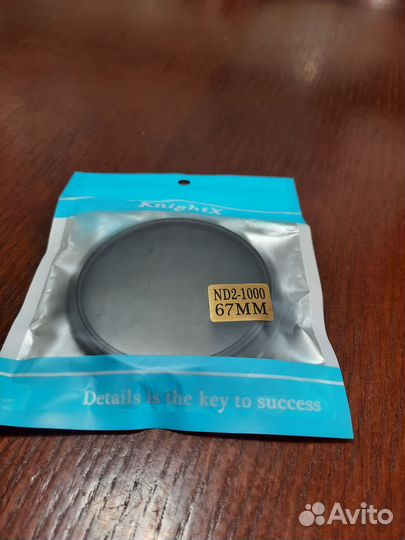 KnightX
ND2-1000
67MM
Details is the key to success
Avito